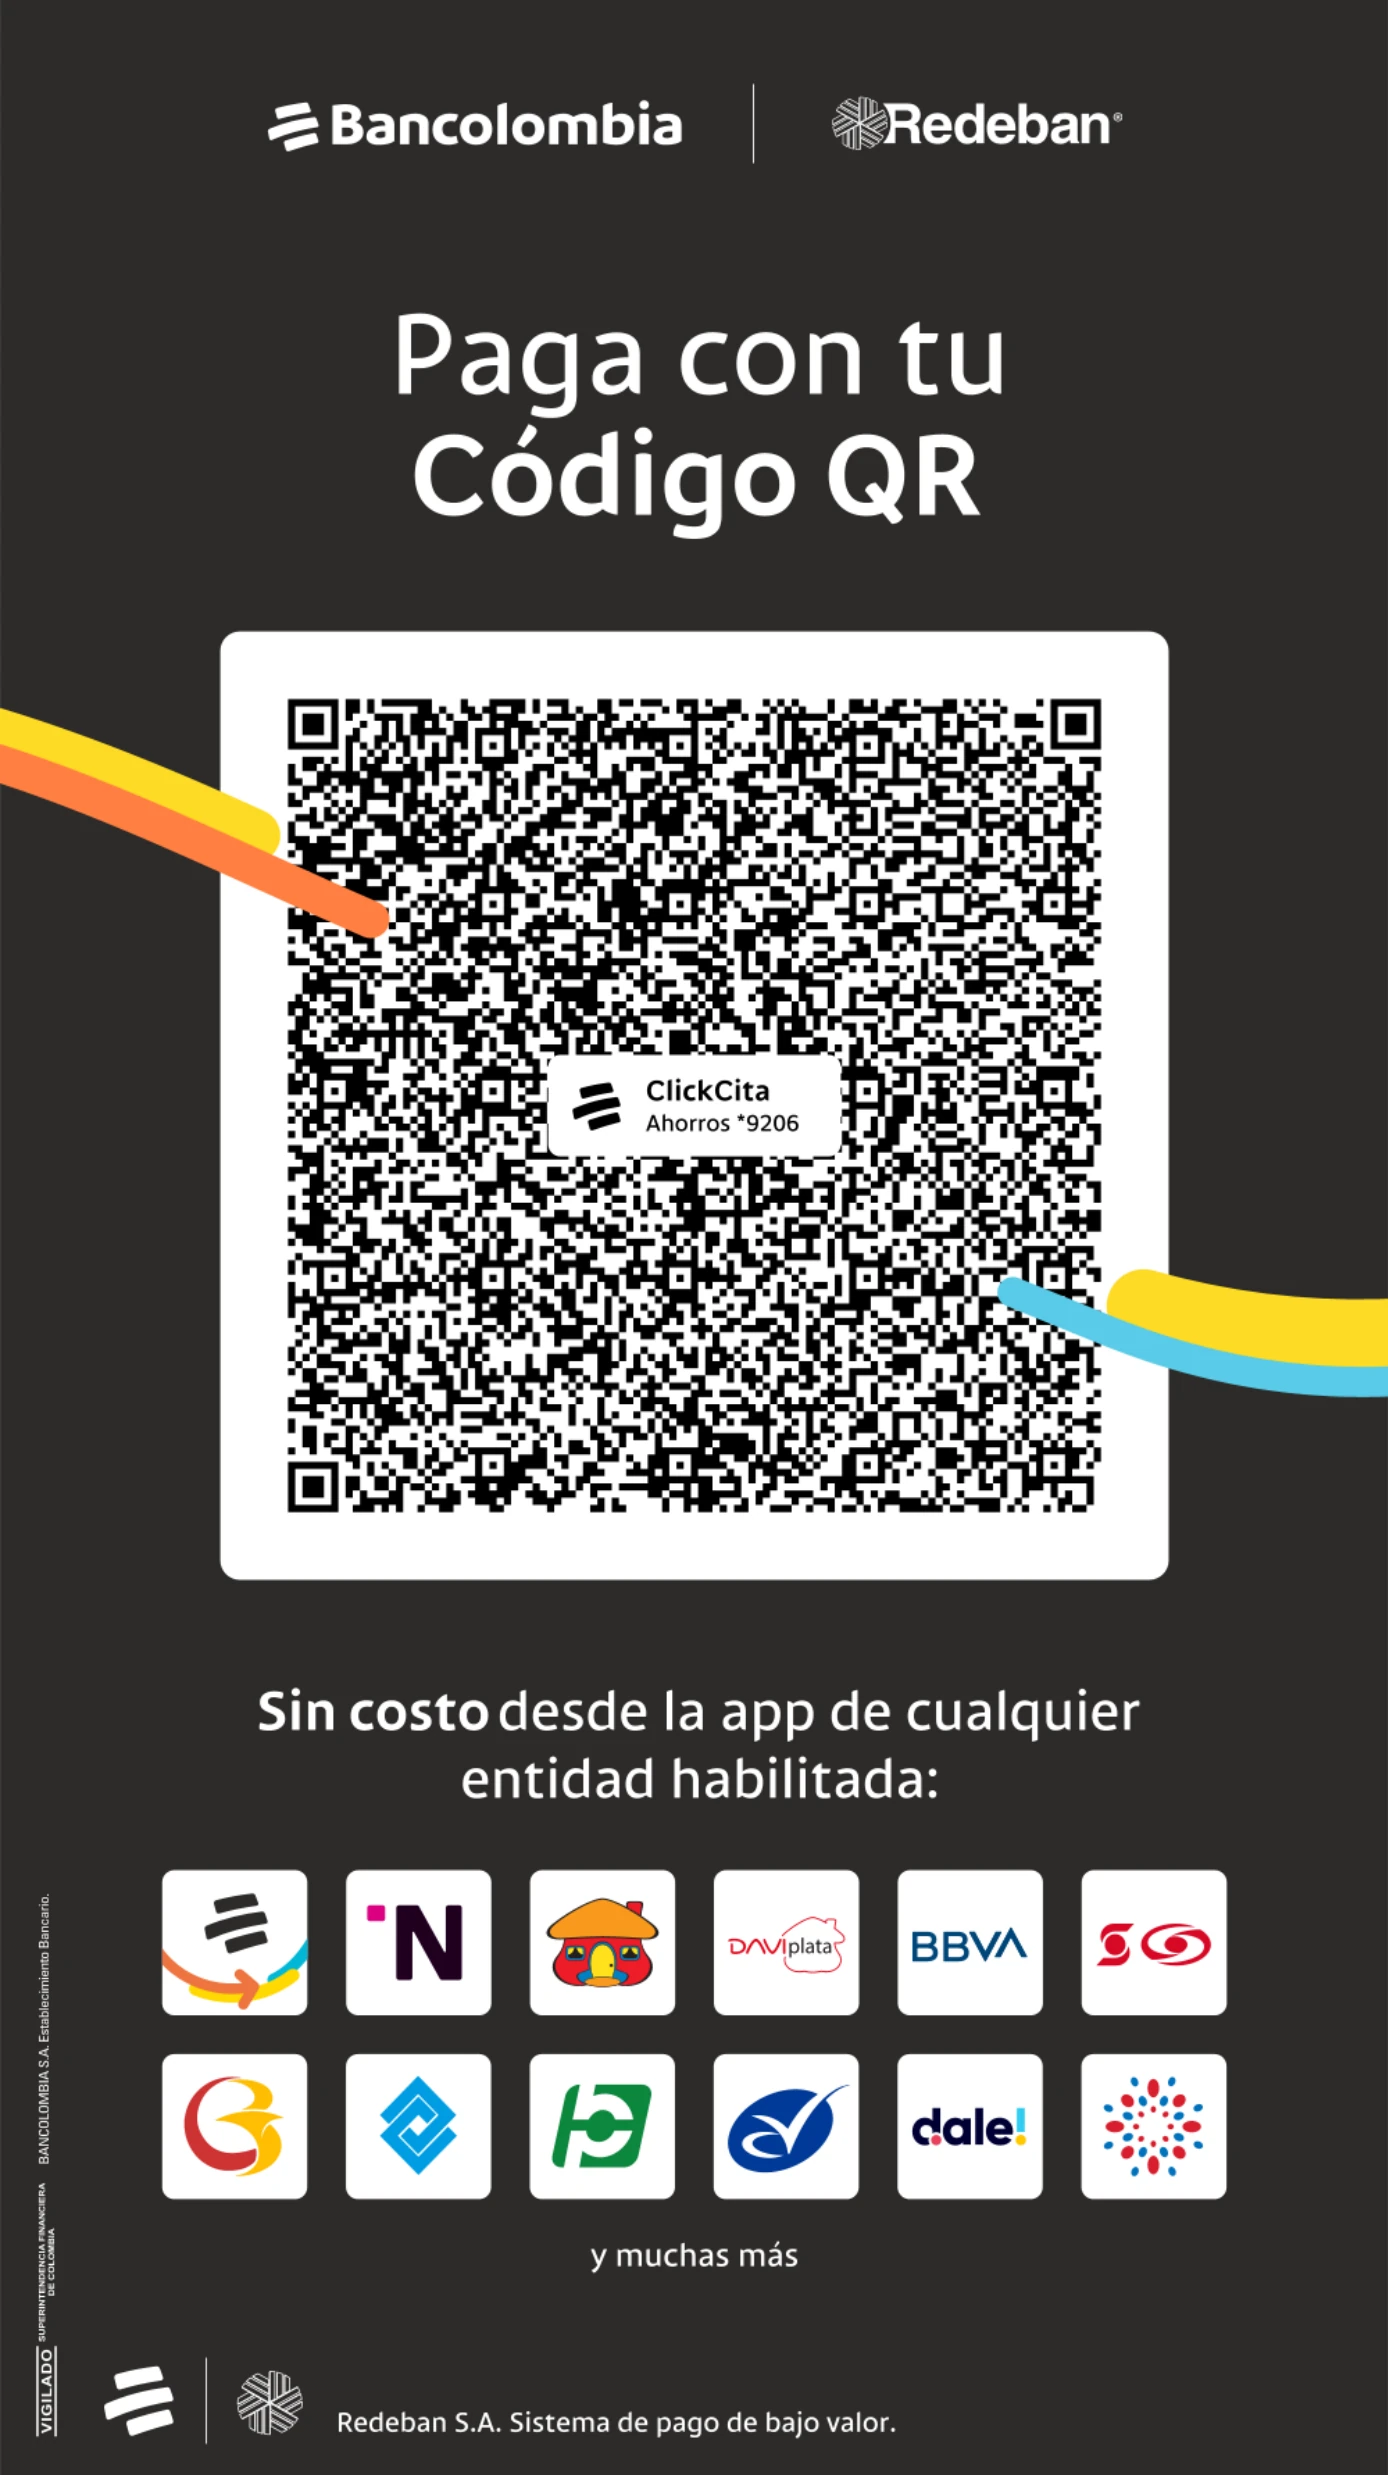 Bancolombia
Redeban®
Paga con tu
Código QR
ClickCita
Ahorros *9206
Sin costo desde la app de cualquier
entidad habilitada:
N
DAVIplata
BBVA
dale!
y muchas más
BANCOLOMBIA S.A. Establecimiento Bancario.
SUPERINTENDENCIA FINANCIERA
DE COLOMBIA
VIGILADO
Redeban S.A. Sistema de pago de bajo valor.